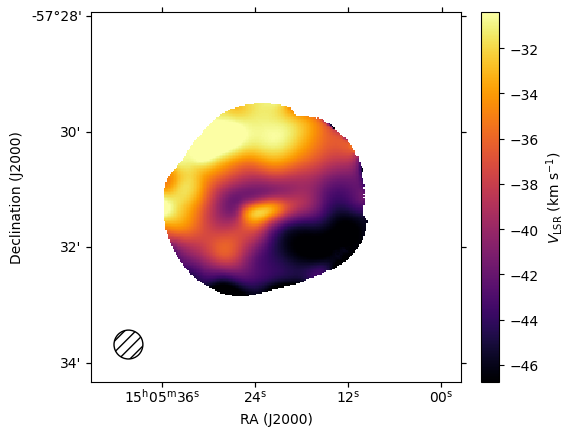 -57°28'
30'
32'
34'
15ʰ05ᵐ36ˢ
24ˢ
12ˢ
00ˢ
RA (J2000)
Declination (J2000)
−32
−34
−36
−38
−40
−42
−44
−46
V_LSR (km s⁻¹)